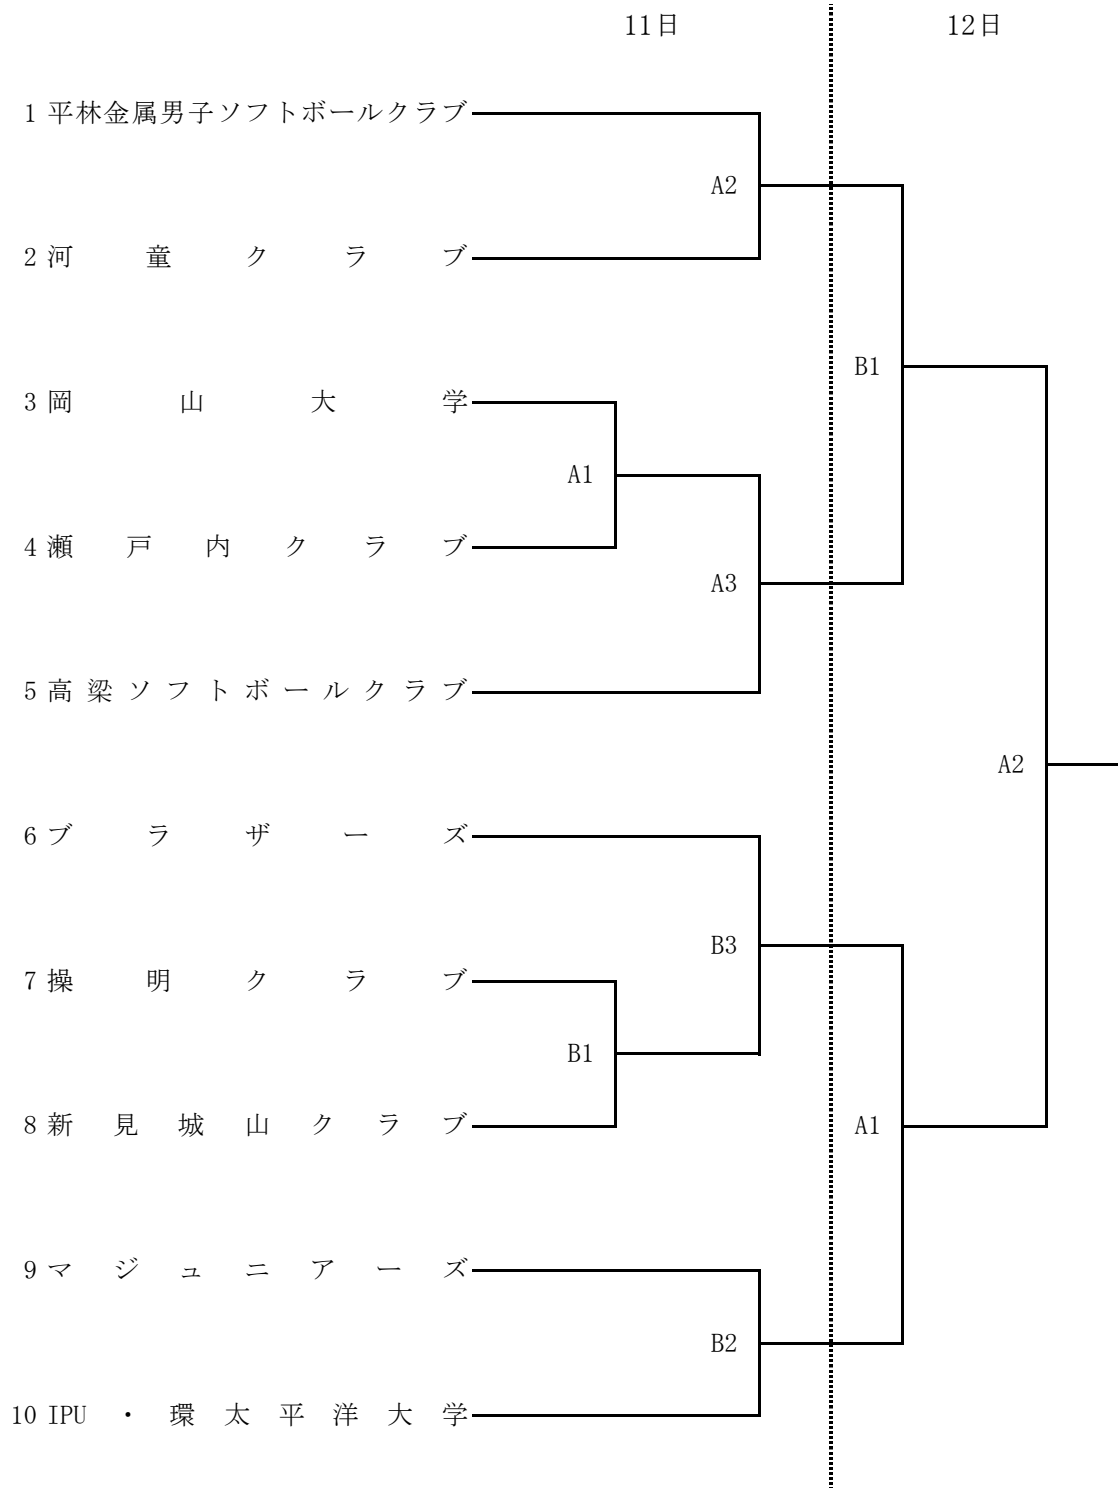 11日 12日
1 平林金属男子ソフトボールクラブ
A2
2 河童クラブ
B1
3 岡山大学
A1
4 瀬戸内クラブ
A3
5 高梁ソフトボールクラブ
A2
6 ブラザーズ
B3
7 操明クラブ
B1
8 新見城山クラブ
A1
9 マジュニアーズ
B2
10 IPU・環太平洋大学